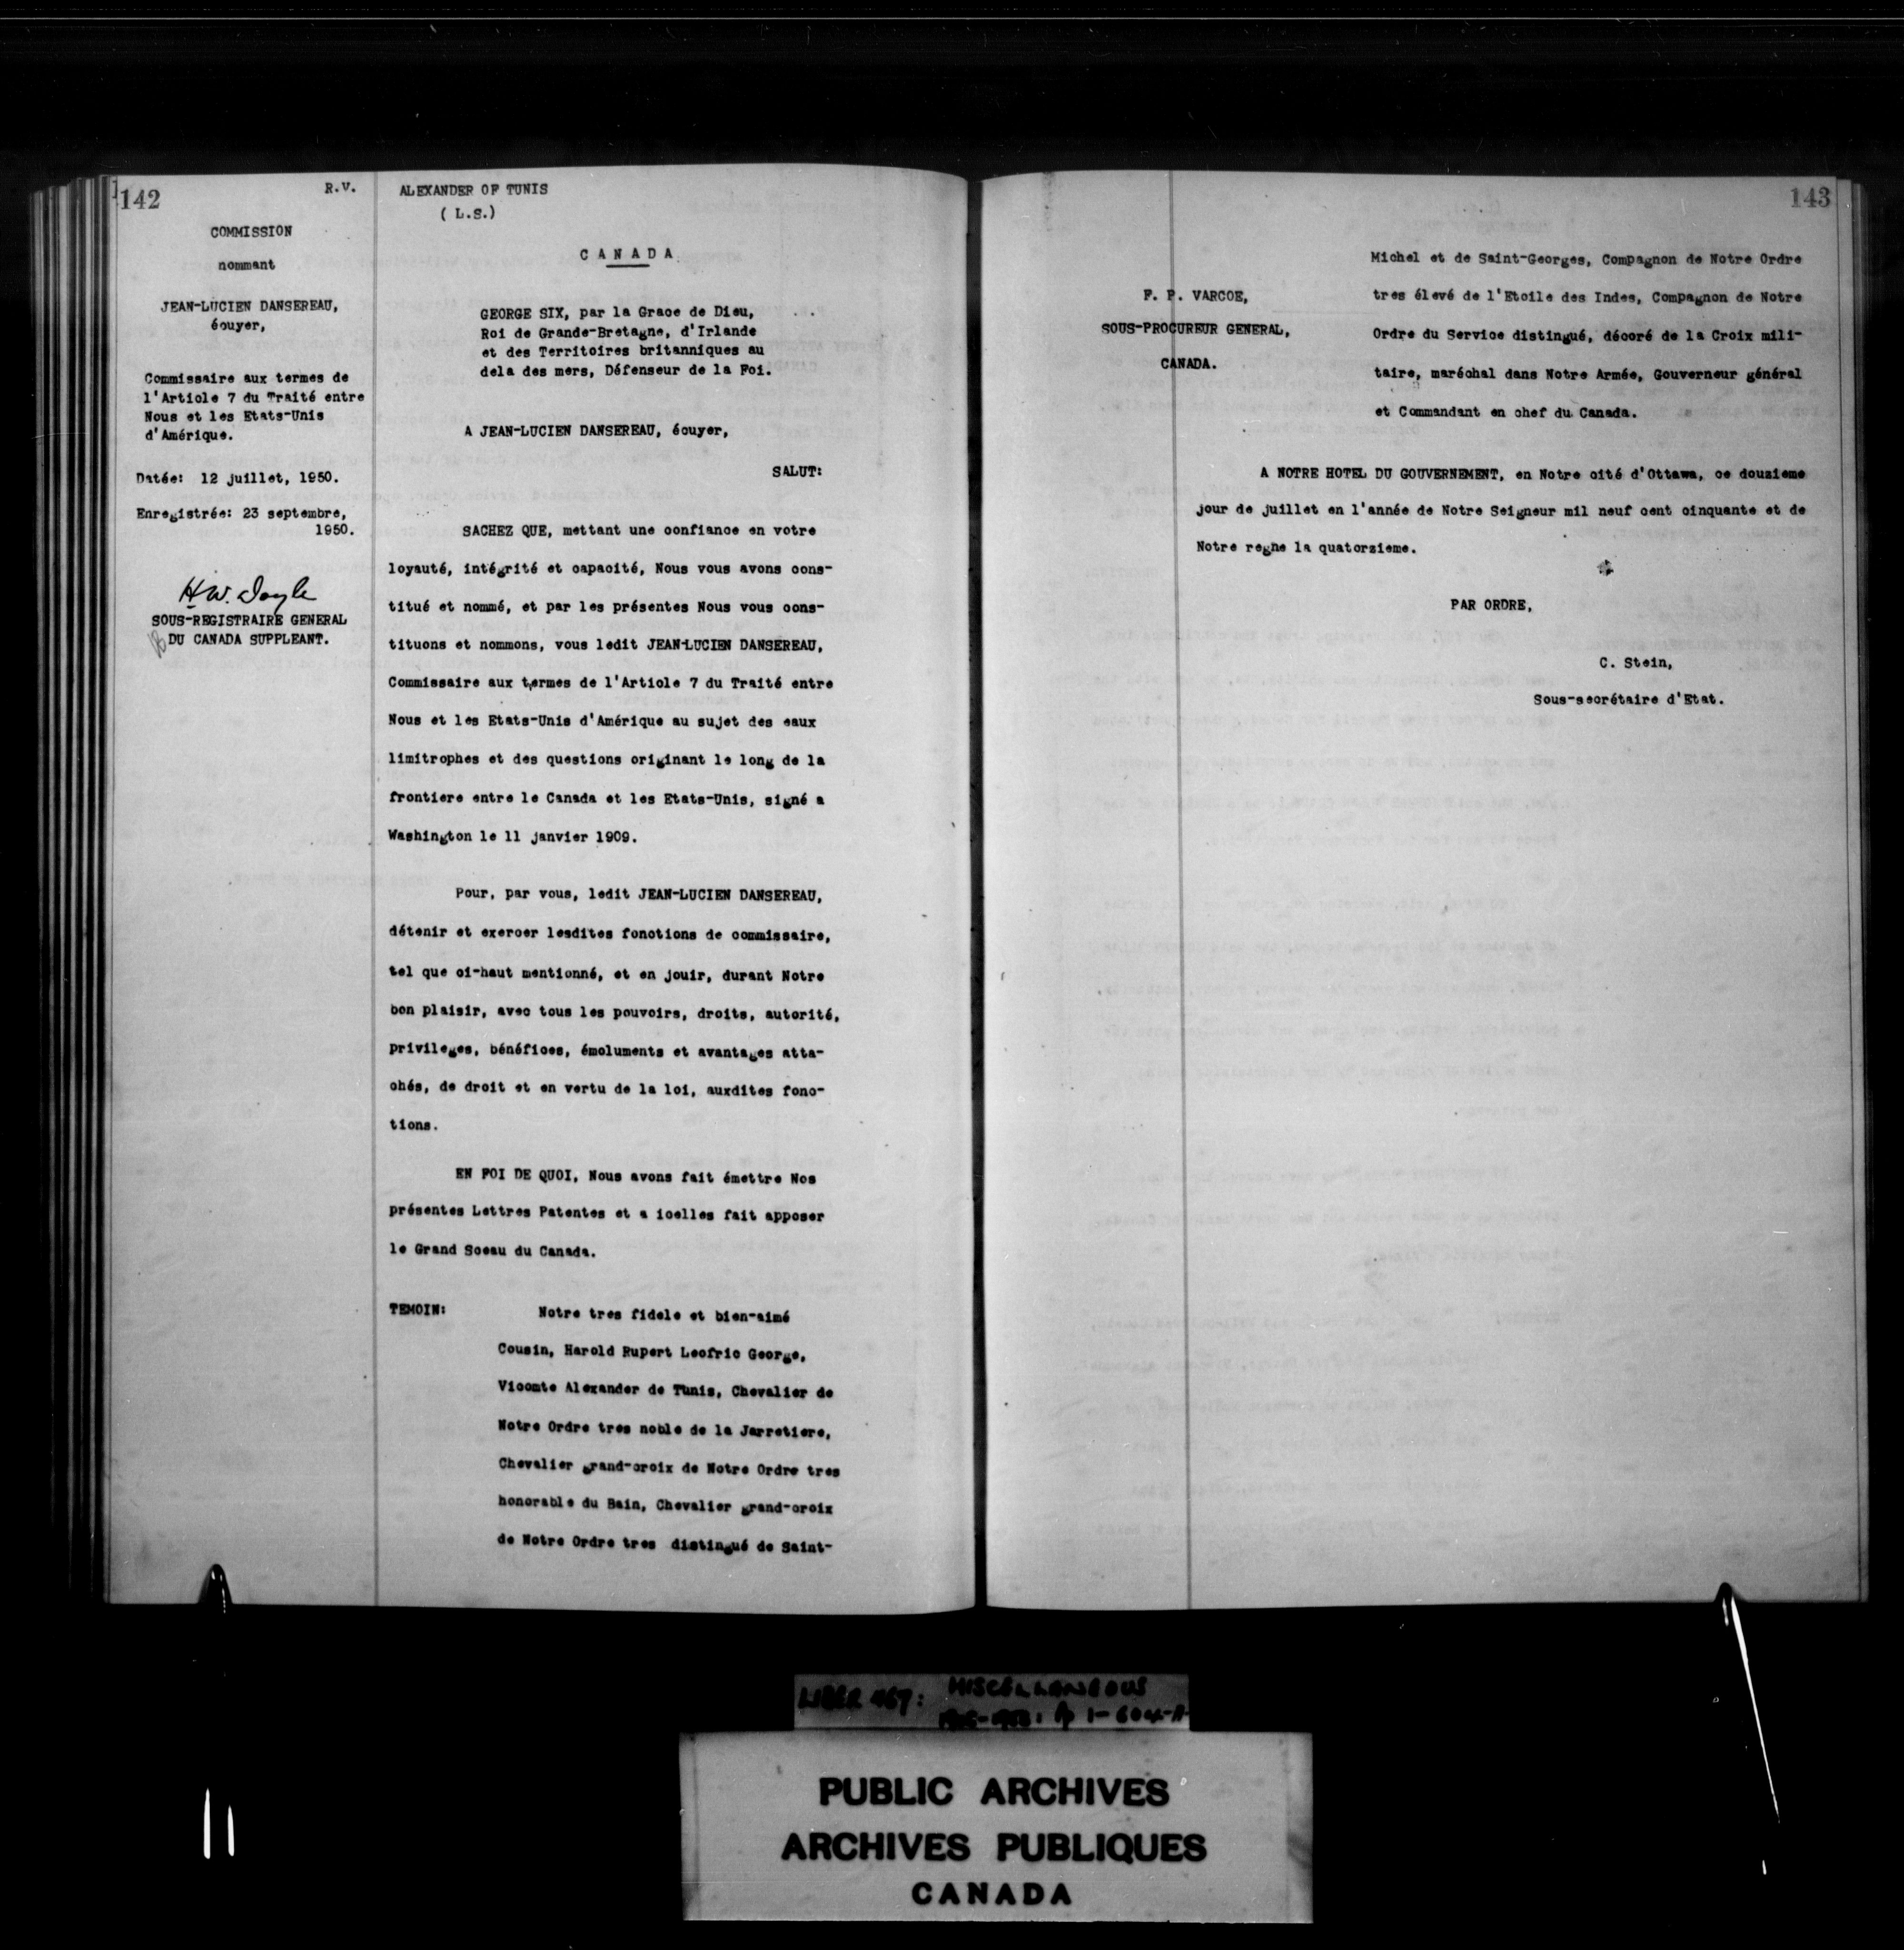 142
R.V.
COMMISSION
nommant
JEAN-LUCIEN DANSEREAU,
écuyer,
Commissaire aux termes de
l'Article 7 du Traité entre
Nous et les Etats-Unis
d'Amérique.
Datée: 12 juillet, 1950.
Enregistrée: 23 septembre,
1950.
H.W. Doyle
SOUS-REGISTRAIRE GENERAL
DU CANADA SUPPLEANT.
ALEXANDER OF TUNIS
( L.S.)
C A N A D A
GEORGE SIX, par la Grace de Dieu,
Roi de Grande-Bretagne, d'Irlande
et des Territoires britanniques au
dela des mers, Défenseur de la Foi.
A JEAN-LUCIEN DANSEREAU, écuyer,
SALUT:
SACHEZ QUE, mettant une confiance en votre
loyauté, intégrité et capacité, Nous vous avons cons-
titué et nommé, et par les présentes Nous vous cons-
tituons et nommons, vous ledit JEAN-LUCIEN DANSEREAU,
Commissaire aux termes de l'Article 7 du Traité entre
Nous et les Etats-Unis d'Amérique au sujet des eaux
limitrophes et des questions originant le long de la
frontiere entre le Canada et les Etats-Unis, signé a
Washington le 11 janvier 1909.
Pour, par vous, ledit JEAN-LUCIEN DANSEREAU,
détenir et exercer lesdites fonctions de commissaire,
tel que ci-haut mentionné, et en jouir, durant Notre
bon plaisir, avec tous les pouvoirs, droits, autorité,
privileges, bénéfices, émoluments et avantages atta-
chés, de droit et en vertu de la loi, auxdites fonc-
tions.
EN FOI DE QUOI, Nous avons fait émettre Nos
présentes Lettres Patentes et a icelles fait apposer
le Grand Sceau du Canada.
TEMOIN: Notre tres fidele et bien-aimé
Cousin, Harold Rupert Leofric George,
Vicomte Alexander de Tunis, Chevalier de
Notre Ordre tres noble de la Jarretiere,
Chevalier grand-croix de Notre Ordre tres
honorable du Bain, Chevalier grand-croix
de Notre Ordre tres distingué de Saint-
143
F. P. VARCOE,
SOUS-PROCUREUR GENERAL,
CANADA.
Michel et de Saint-Georges, Compagnon de Notre Ordre
tres élevé de l'Etoile des Indes, Compagnon de Notre
Ordre du Service distingué, décoré de la Croix mili-
taire, maréchal dans Notre Armée, Gouverneur général
et Commandant en chef du Canada.
A NOTRE HOTEL DU GOUVERNEMENT, en Notre cité d'Ottawa, ce douzieme
jour de juillet en l'année de Notre Seigneur mil neuf cent cinquante et de
Notre regne la quatorzieme.
PAR ORDRE,
C. Stein,
Sous-secrétaire d'Etat.
LIBER 467: MISCELLANEOUS
PUBLIC ARCHIVES
ARCHIVES PUBLIQUES
CANADA